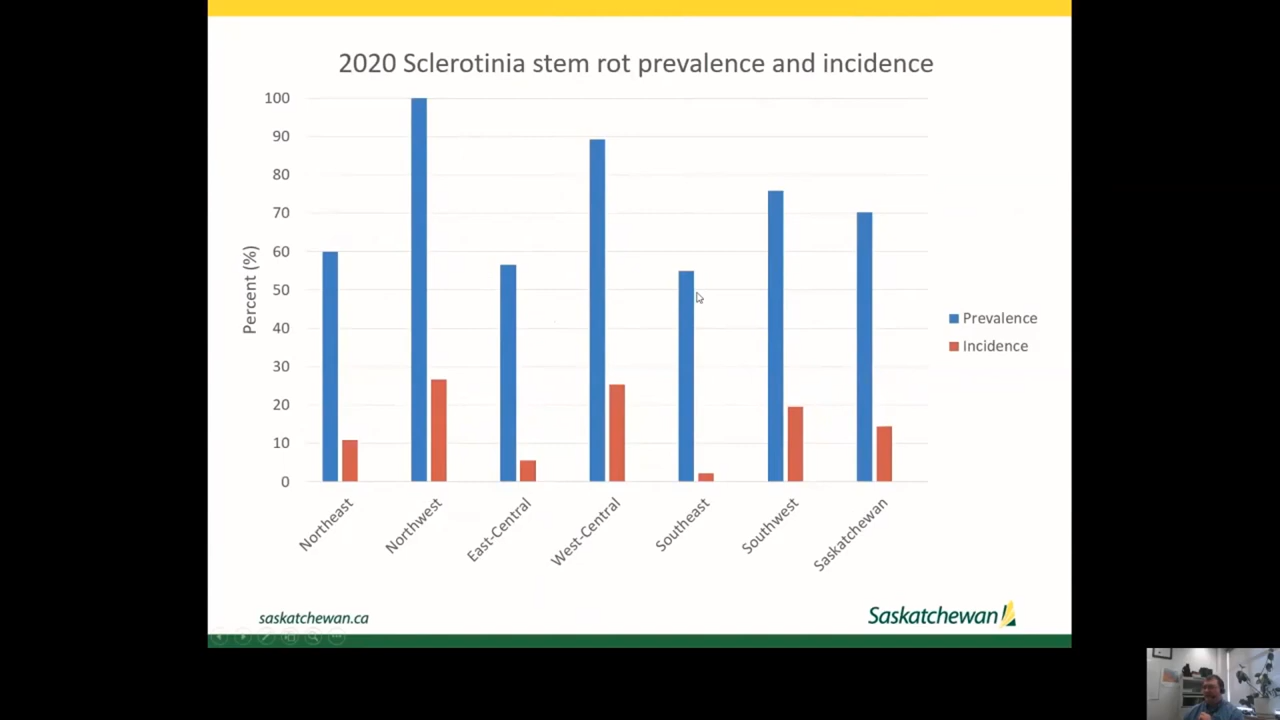 2020 Sclerotinia stem rot prevalence and incidence
100
90
80
70
60
50
40
30
20
10
0
Percent (%)
Northeast
Northwest
East-Central
West-Central
Southeast
Southwest
Saskatchewan
Prevalence
Incidence
saskatchewan.ca
Saskatchewan